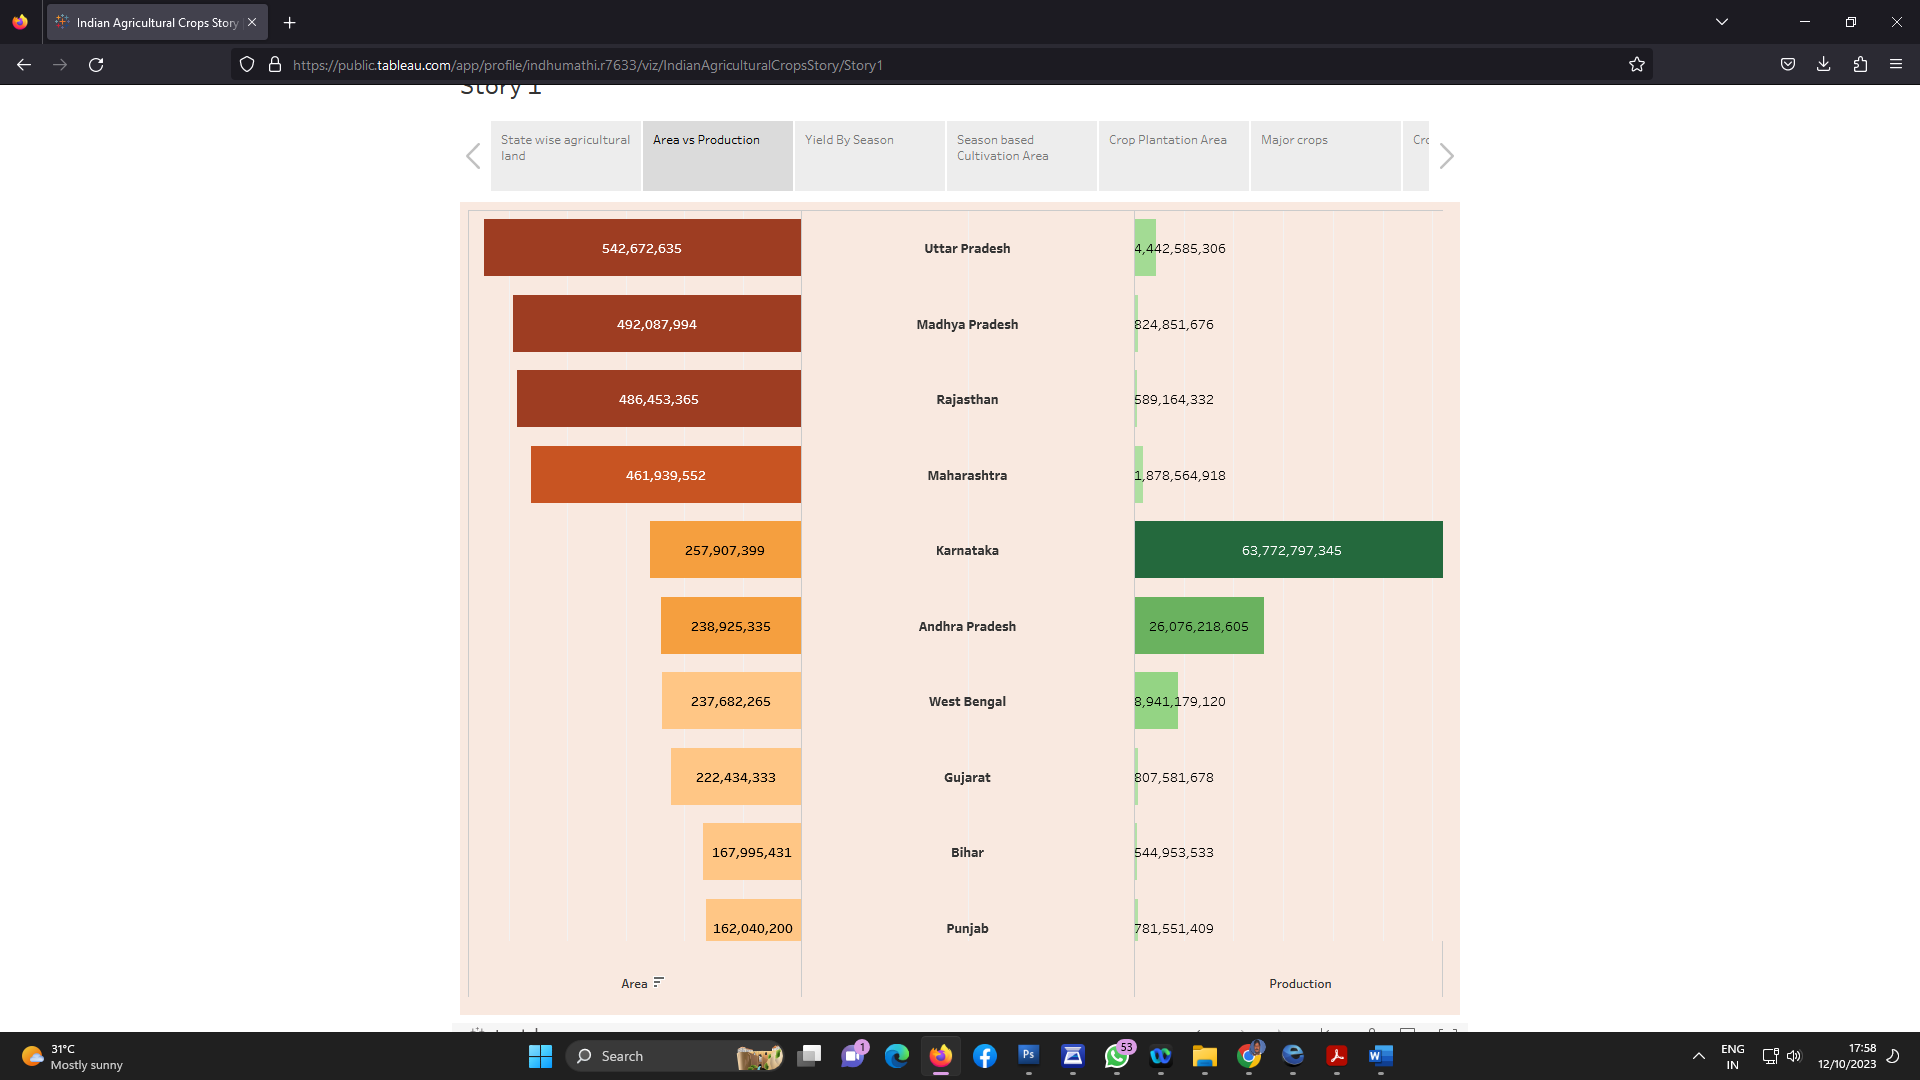 Indian Agricultural Crops Story
https://public.tableau.com/app/profile/indhumathi.r7633/viz/IndianAgriculturalCropsStory/Story1
Story 1
State wise agricultural
land
Area vs Production
Yield By Season
Season based
Cultivation Area
Crop Plantation Area
Major crops
Cro
542,672,635 Uttar Pradesh 4,442,585,306
492,087,994 Madhya Pradesh 824,851,676
486,453,365 Rajasthan 589,164,332
461,939,552 Maharashtra 1,878,564,918
257,907,399 Karnataka 63,772,797,345
238,925,335 Andhra Pradesh 26,076,218,605
237,682,265 West Bengal 8,941,179,120
222,434,333 Gujarat 807,581,678
167,995,431 Bihar 544,953,533
162,040,200 Punjab 781,551,409
Area Production
31°C
Mostly sunny
Search
1
Ps
53
ENG
IN
17:58
12/10/2023